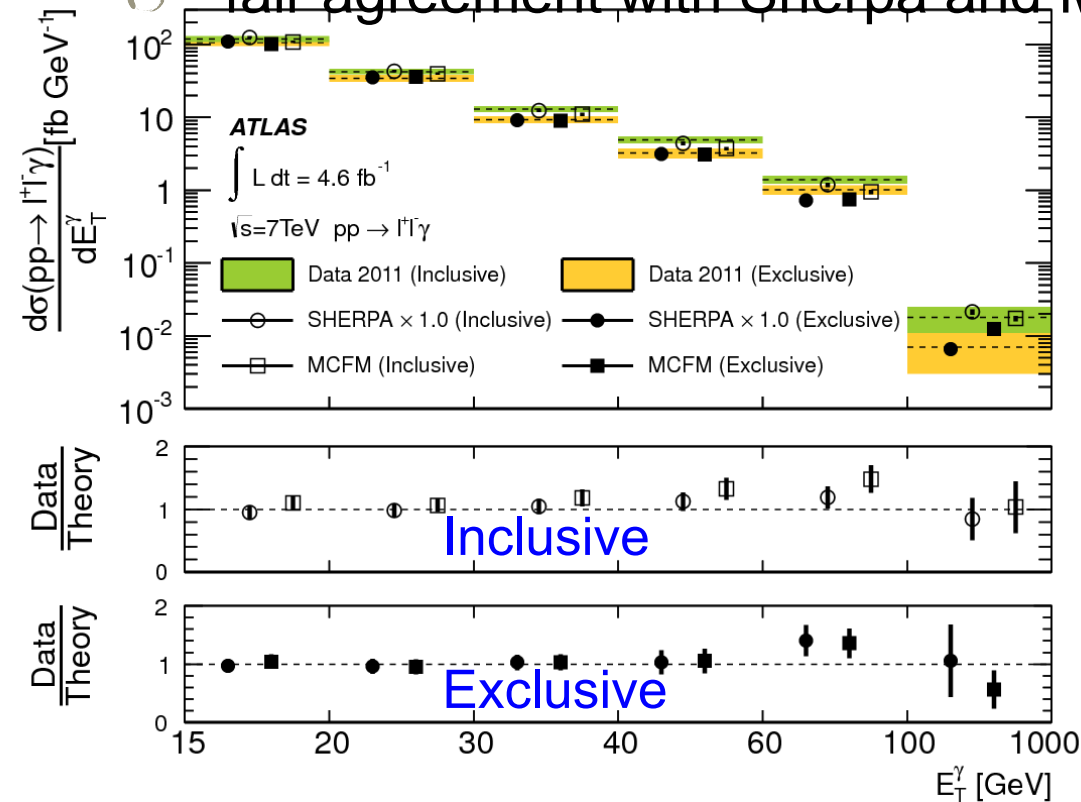 fair agreement with Sherpa and
dσ(pp→ l⁺l⁻γ)/dE_T^γ [fb GeV⁻¹]
10²
10
1
10⁻¹
10⁻²
10⁻³
ATLAS
∫ L dt = 4.6 fb⁻¹
√s=7TeV pp → l⁺l⁻γ
Data 2011 (Inclusive) Data 2011 (Exclusive)
SHERPA × 1.0 (Inclusive) SHERPA × 1.0 (Exclusive)
MCFM (Inclusive) MCFM (Exclusive)
Data
Theory
2
1
0
Inclusive
Data
Theory
2
1
0
Exclusive
15 20 30 40 60 100 1000
E_T^γ [GeV]